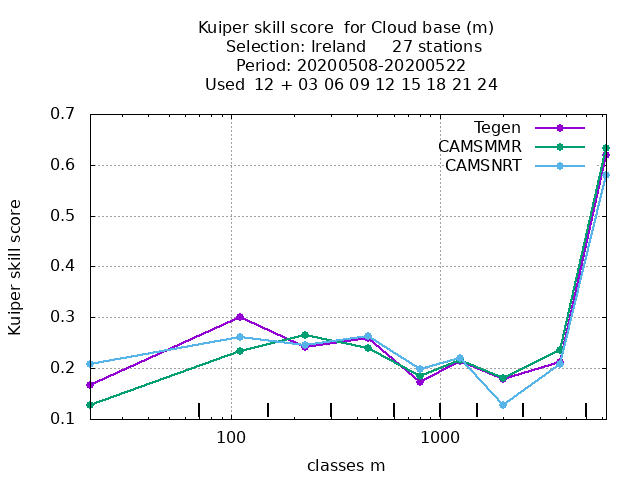 Kuiper skill score  for Cloud base (m)
Selection: Ireland     27 stations
Period: 20200508-20200522
Used  12 + 03 06 09 12 15 18 21 24
Tegen
CAMSMMR
CAMSNRT
0.7
0.6
0.5
0.4
0.3
0.2
0.1
Kuiper skill score
100
1000
classes m